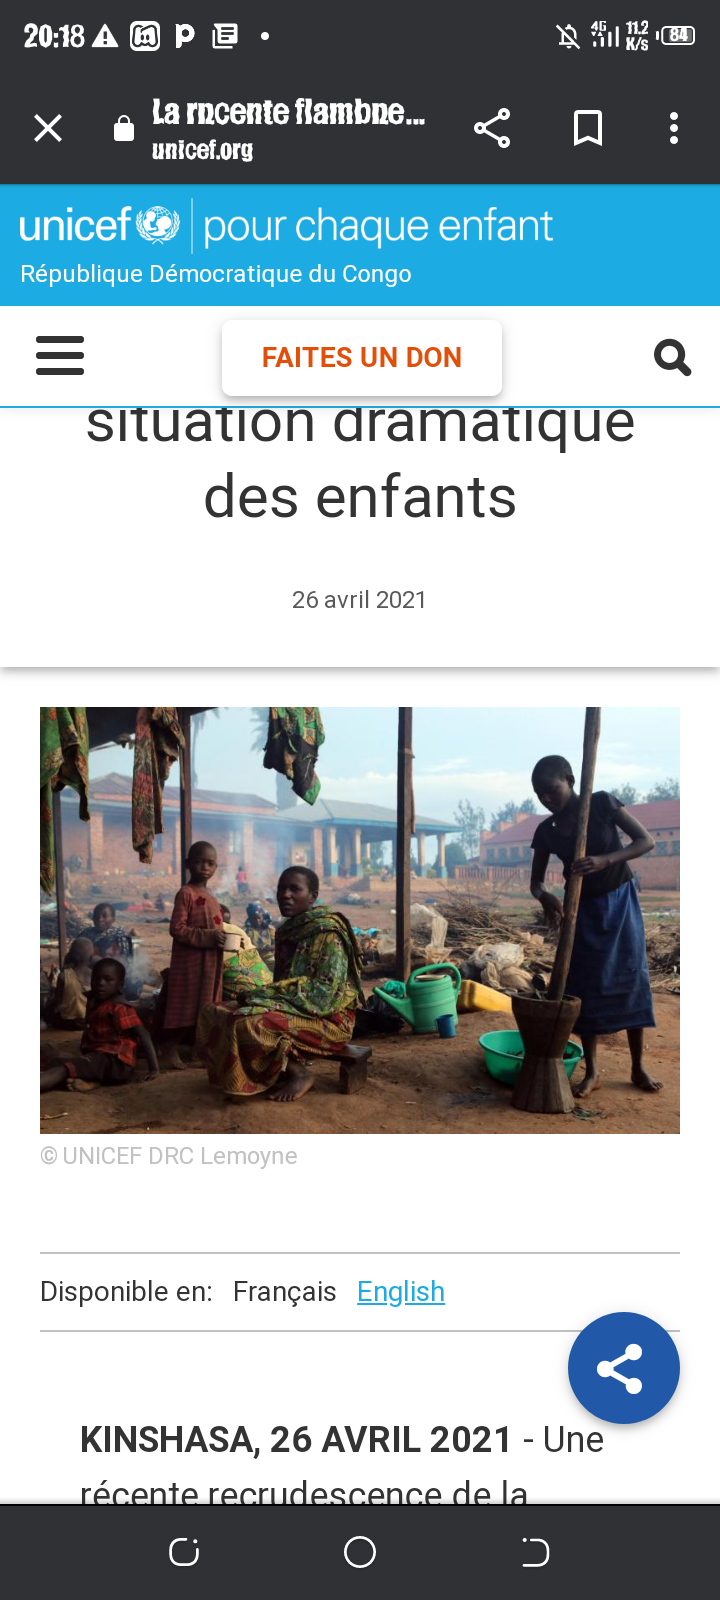 20:18
4G 11.2 K/s 84
La rncente flambne...
unicef.org
unicef pour chaque enfant
République Démocratique du Congo
FAITES UN DON
situation dramatique
des enfants
26 avril 2021
© UNICEF DRC Lemoyne
Disponible en: Français English
KINSHASA, 26 AVRIL 2021 - Une
récente recrudescence de la